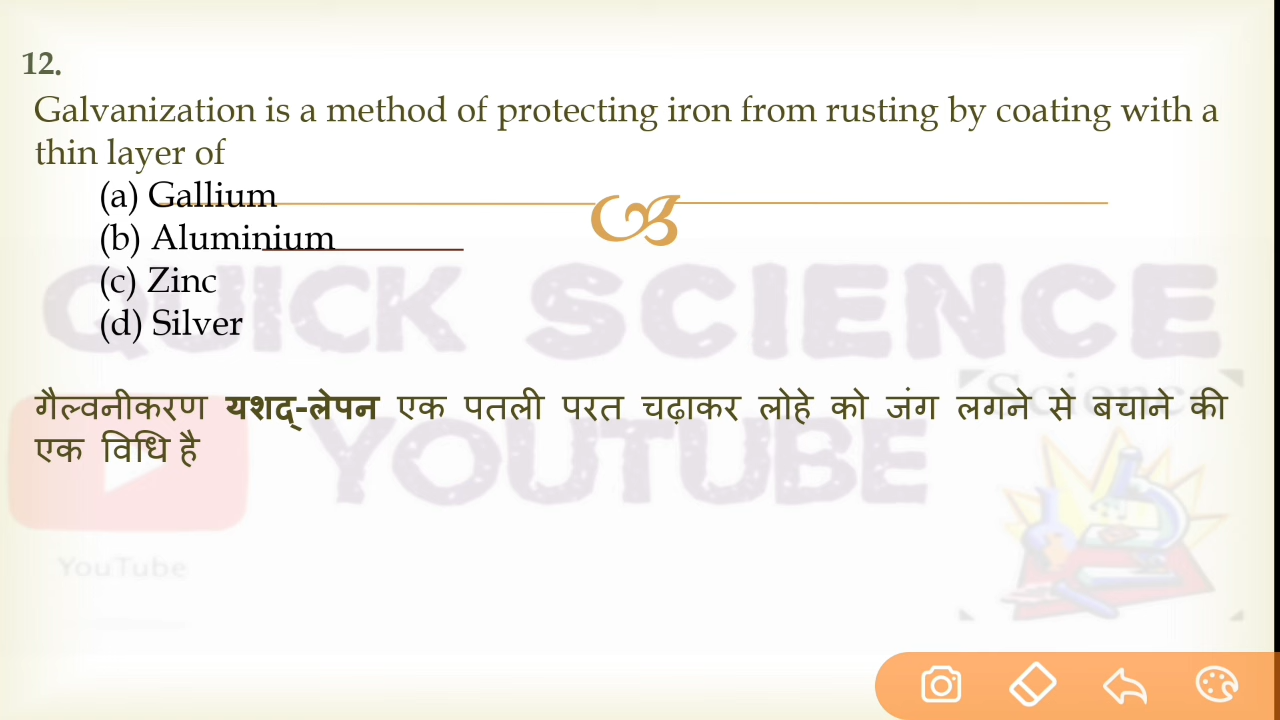 12.
Galvanization is a method of protecting iron from rusting by coating with a
thin layer of
(a) Gallium
(b) Aluminium
(c) Zinc
(d) Silver
QUICK SCIENCE
Science
गैल्वनीकरण यशद्-लेपन एक पतली परत चढ़ाकर लोहे को जंग लगने से बचाने की
एक विधि है
YOUTUBE
YouTube